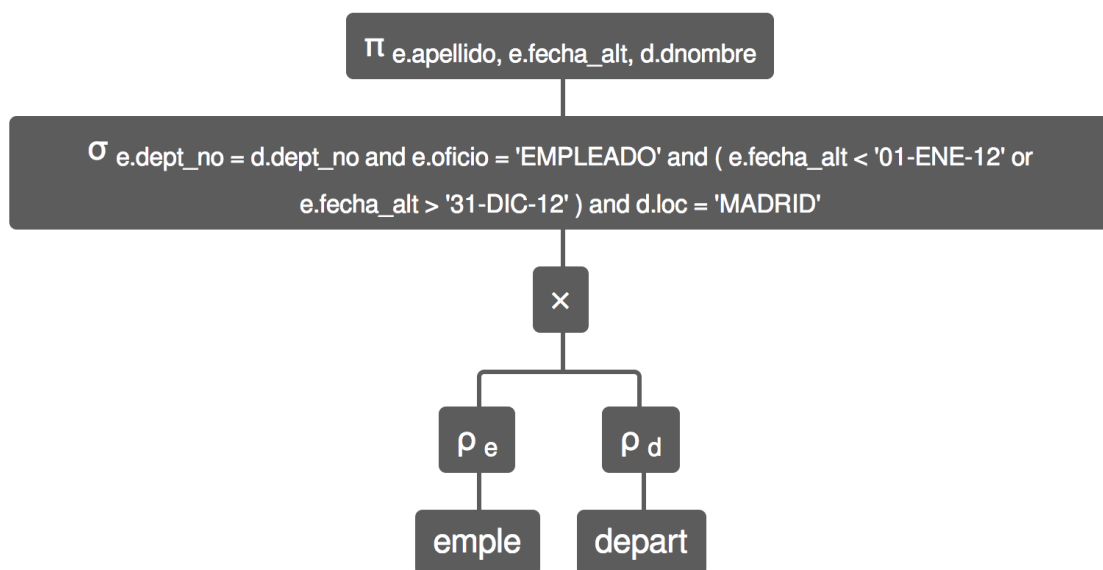 π e.apellido, e.fecha_alt, d.dnombre
σ e.dept_no = d.dept_no and e.oficio = 'EMPLEADO' and ( e.fecha_alt < '01-ENE-12' or
e.fecha_alt > '31-DIC-12' ) and d.loc = 'MADRID'
×
ρ e ρ d
emple depart